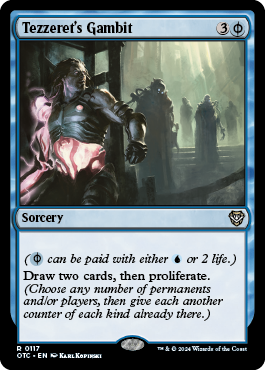 Tezzeret's Gambit 3
Sorcery
( can be paid with either or 2 life.)
Draw two cards, then proliferate.
(Choose any number of permanents
and/or players, then give each another
counter of each kind already there.)
R 0117
OTC • EN Karl Kopinski
™ & © 2024 Wizards of the Coast